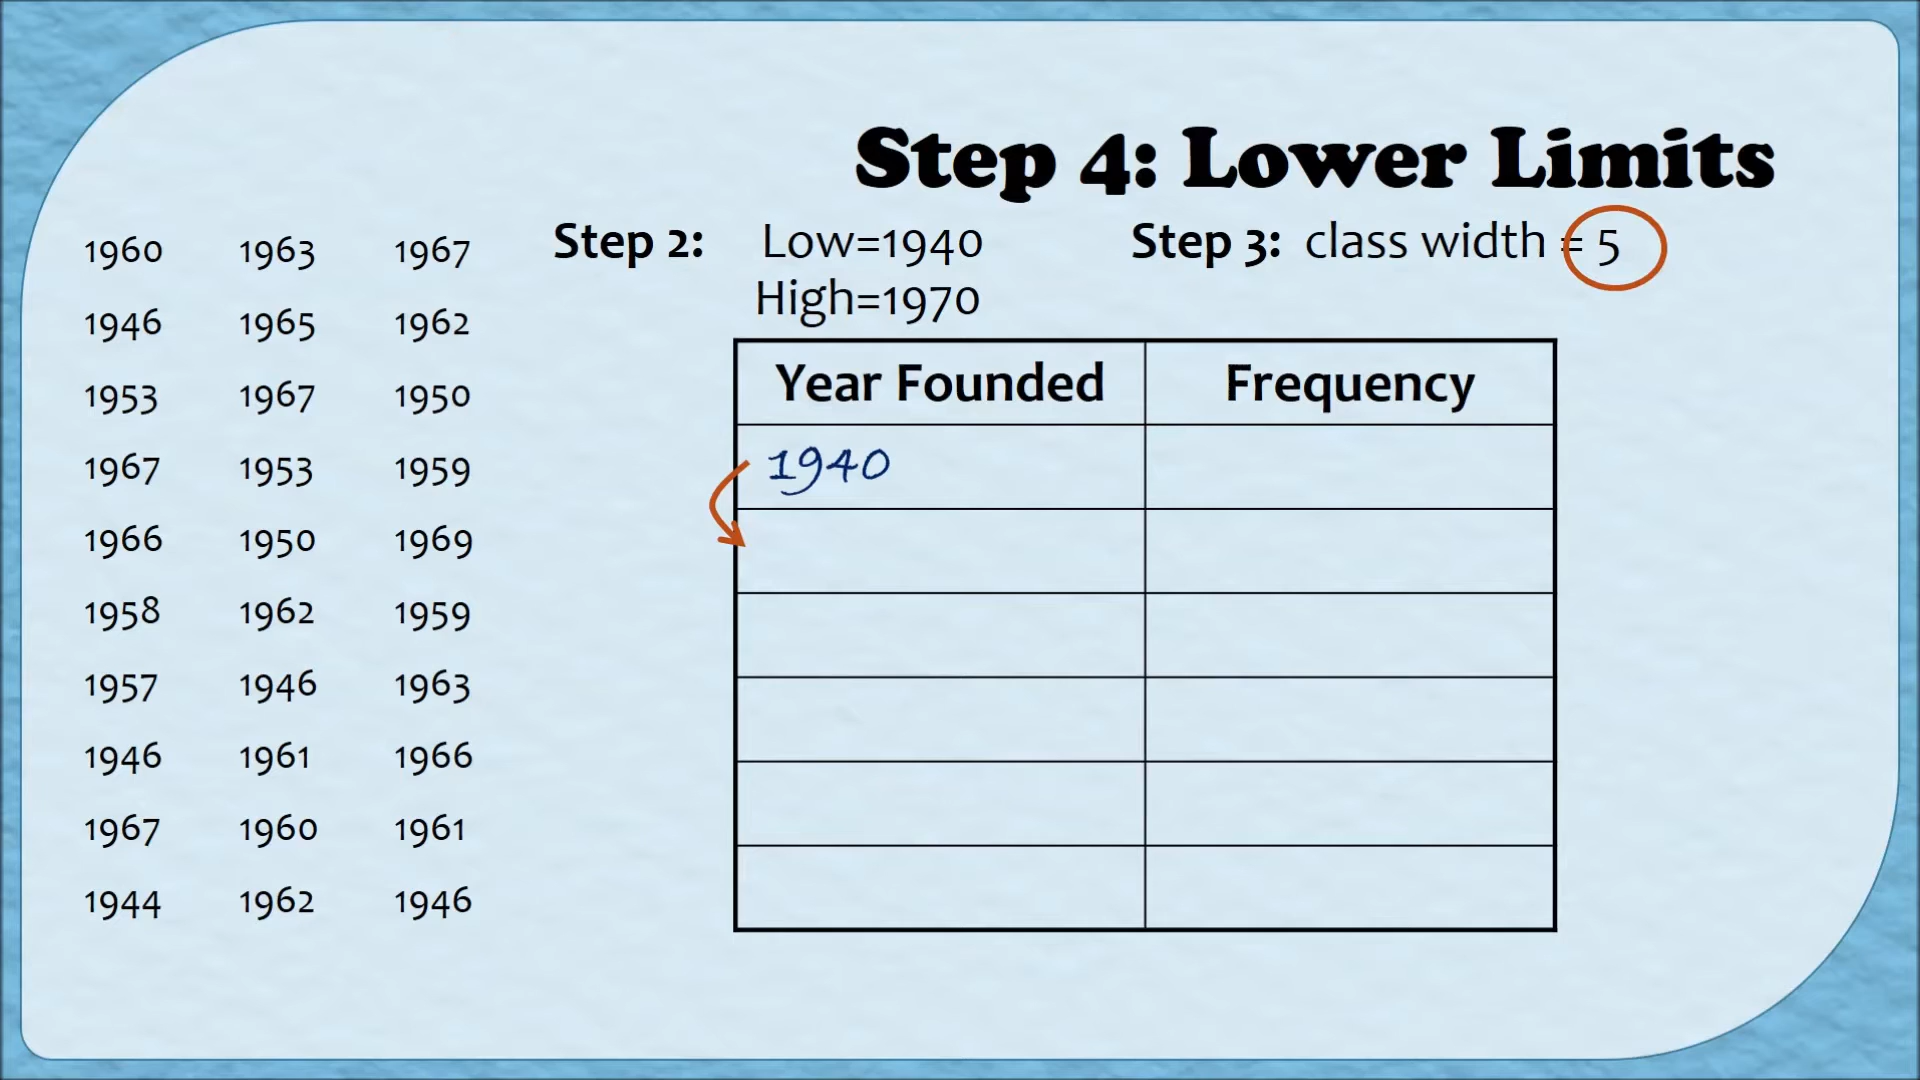 Step 4: Lower Limits
Step 2: Low=1940 Step 3: class width = 5
High=1970
1960 1963 1967
1946 1965 1962
1953 1967 1950
1967 1953 1959
1966 1950 1969
1958 1962 1959
1957 1946 1963
1946 1961 1966
1967 1960 1961
1944 1962 1946
Year Founded Frequency
1940